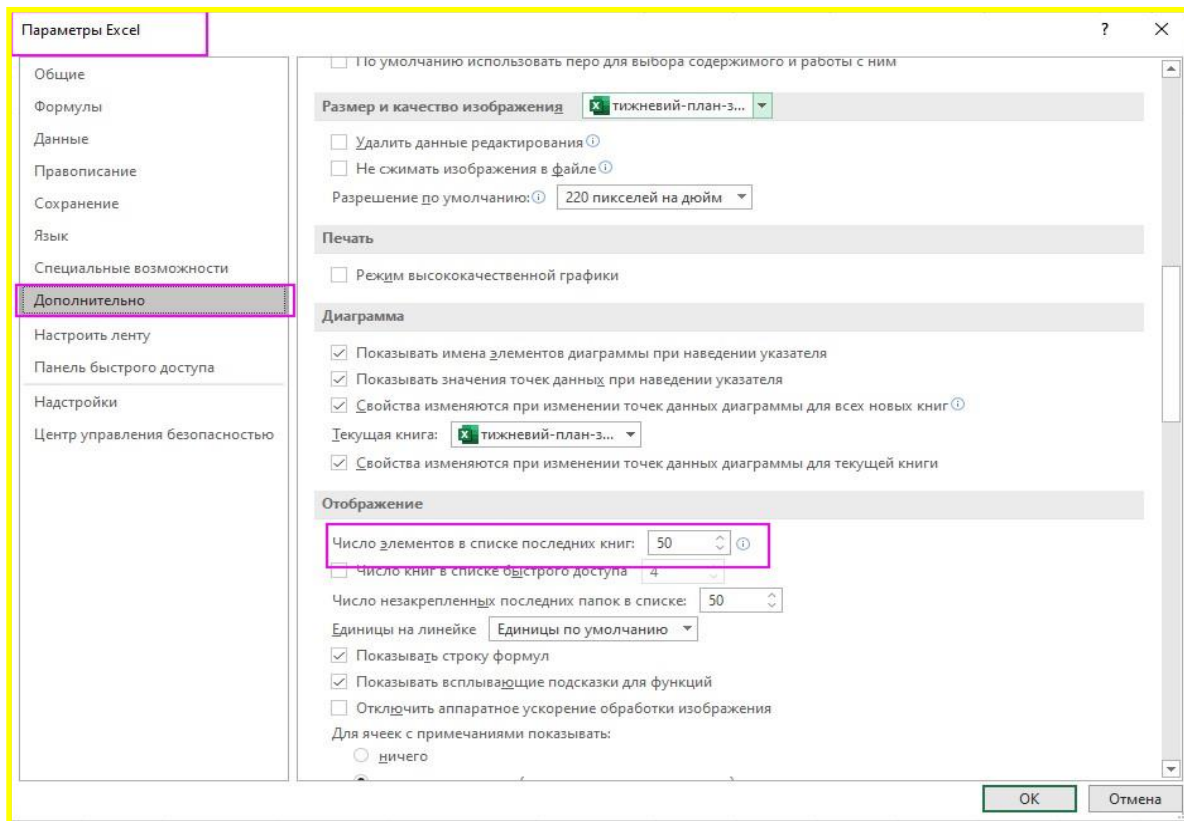 Параметры Excel
?
Общие
Формулы
Данные
Правописание
Сохранение
Язык
Специальные возможности
Дополнительно
Настроить ленту
Панель быстрого доступа
Надстройки
Центр управления безопасностью
По умолчанию использовать перо для выбора содержимого и работы с ним
Размер и качество изображения тижневий-план-з...
Удалить данные редактирования
Не сжимать изображения в файле
Разрешение по умолчанию: 220 пикселей на дюйм
Печать
Режим высококачественной графики
Диаграмма
Показывать имена элементов диаграммы при наведении указателя
Показывать значения точек данных при наведении указателя
Свойства изменяются при изменении точек данных диаграммы для всех новых книг
Текущая книга: тижневий-план-з...
Свойства изменяются при изменении точек данных диаграммы для текущей книги
Отображение
Число элементов в списке последних книг: 50
Число книг в списке быстрого доступа 4
Число незакрепленных последних папок в списке: 50
Единицы на линейке Единицы по умолчанию
Показывать строку формул
Показывать всплывающие подсказки для функций
Отключить аппаратное ускорение обработки изображения
Для ячеек с примечаниями показывать:
ничего
ОК Отмена